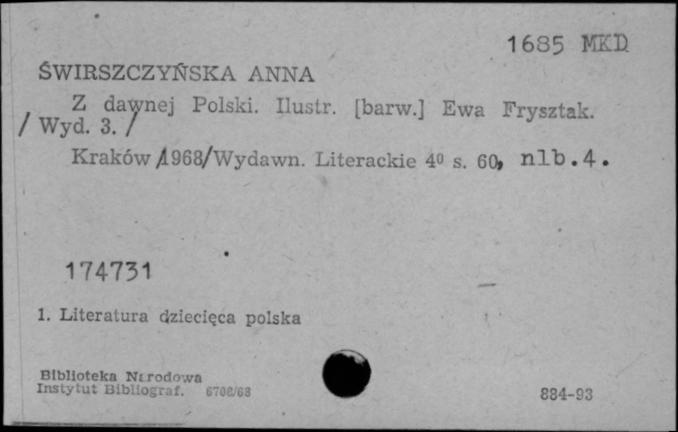 1685 MKD
ŚWIRSZCZYŃSKA ANNA
Z dawnej Polski. Ilustr. [barw.] Ewa Frysztak.
/ Wyd. 3. /
Kraków /1968/ Wydawn. Literackie 4⁰ s. 60, nlb.4.
174731
1. Literatura dziecięca polska
Biblioteka Narodowa
Instytut Bibliograf. 6708/68
884-93